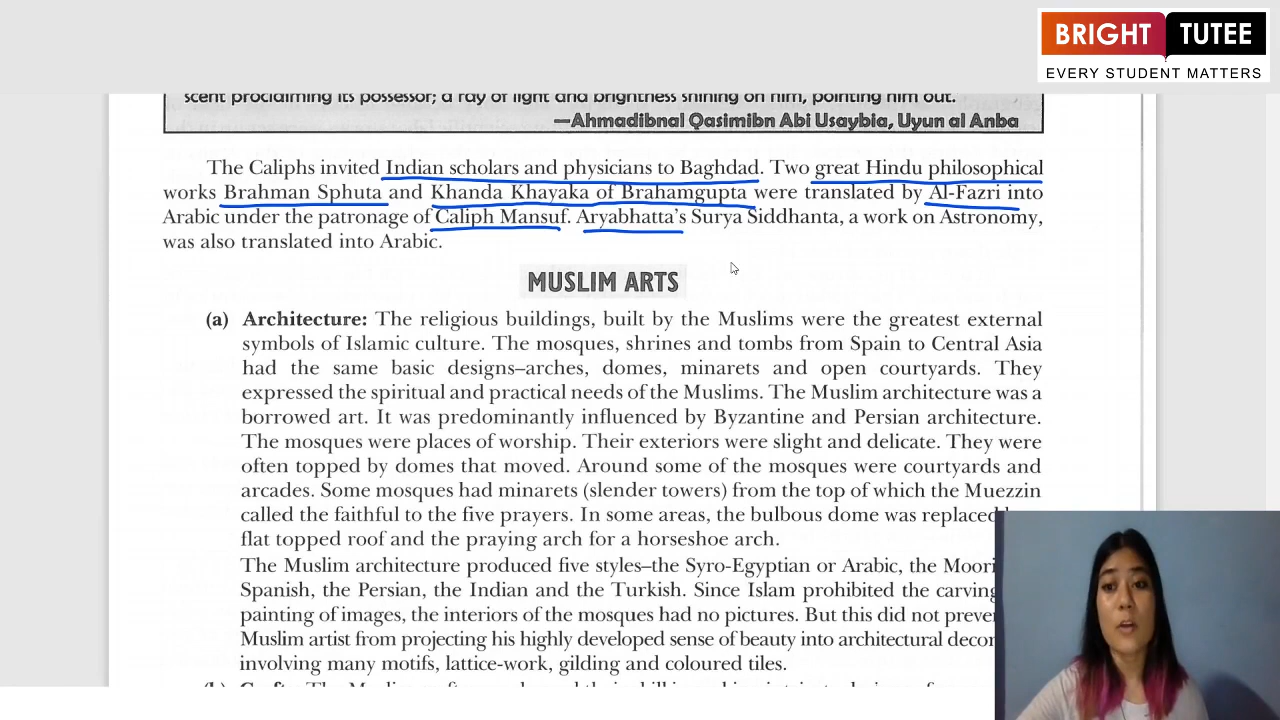 BRIGHT TUTEE
EVERY STUDENT MATTERS
scent proclaiming its possessor; a ray of light and brightness shining on him, pointing him out.
—Ahmadibnal Qasimibn Abi Usaybia, Uyun al Anba
The Caliphs invited Indian scholars and physicians to Baghdad. Two great Hindu philosophical
works Brahman Sphuta and Khanda Khayaka of Brahamgupta were translated by Al-Fazri into
Arabic under the patronage of Caliph Mansuf. Aryabhatta's Surya Siddhanta, a work on Astronomy,
was also translated into Arabic.
MUSLIM ARTS
(a) Architecture: The religious buildings, built by the Muslims were the greatest external
symbols of Islamic culture. The mosques, shrines and tombs from Spain to Central Asia
had the same basic designs–arches, domes, minarets and open courtyards. They
expressed the spiritual and practical needs of the Muslims. The Muslim architecture was a
borrowed art. It was predominantly influenced by Byzantine and Persian architecture.
The mosques were places of worship. Their exteriors were slight and delicate. They were
often topped by domes that moved. Around some of the mosques were courtyards and
arcades. Some mosques had minarets (slender towers) from the top of which the Muezzin
called the faithful to the five prayers. In some areas, the bulbous dome was replaced
flat topped roof and the praying arch for a horseshoe arch.
The Muslim architecture produced five styles–the Syro-Egyptian or Arabic, the Moori
Spanish, the Persian, the Indian and the Turkish. Since Islam prohibited the carving
painting of images, the interiors of the mosques had no pictures. But this did not preven
Muslim artist from projecting his highly developed sense of beauty into architectural decor
involving many motifs, lattice-work, gilding and coloured tiles.